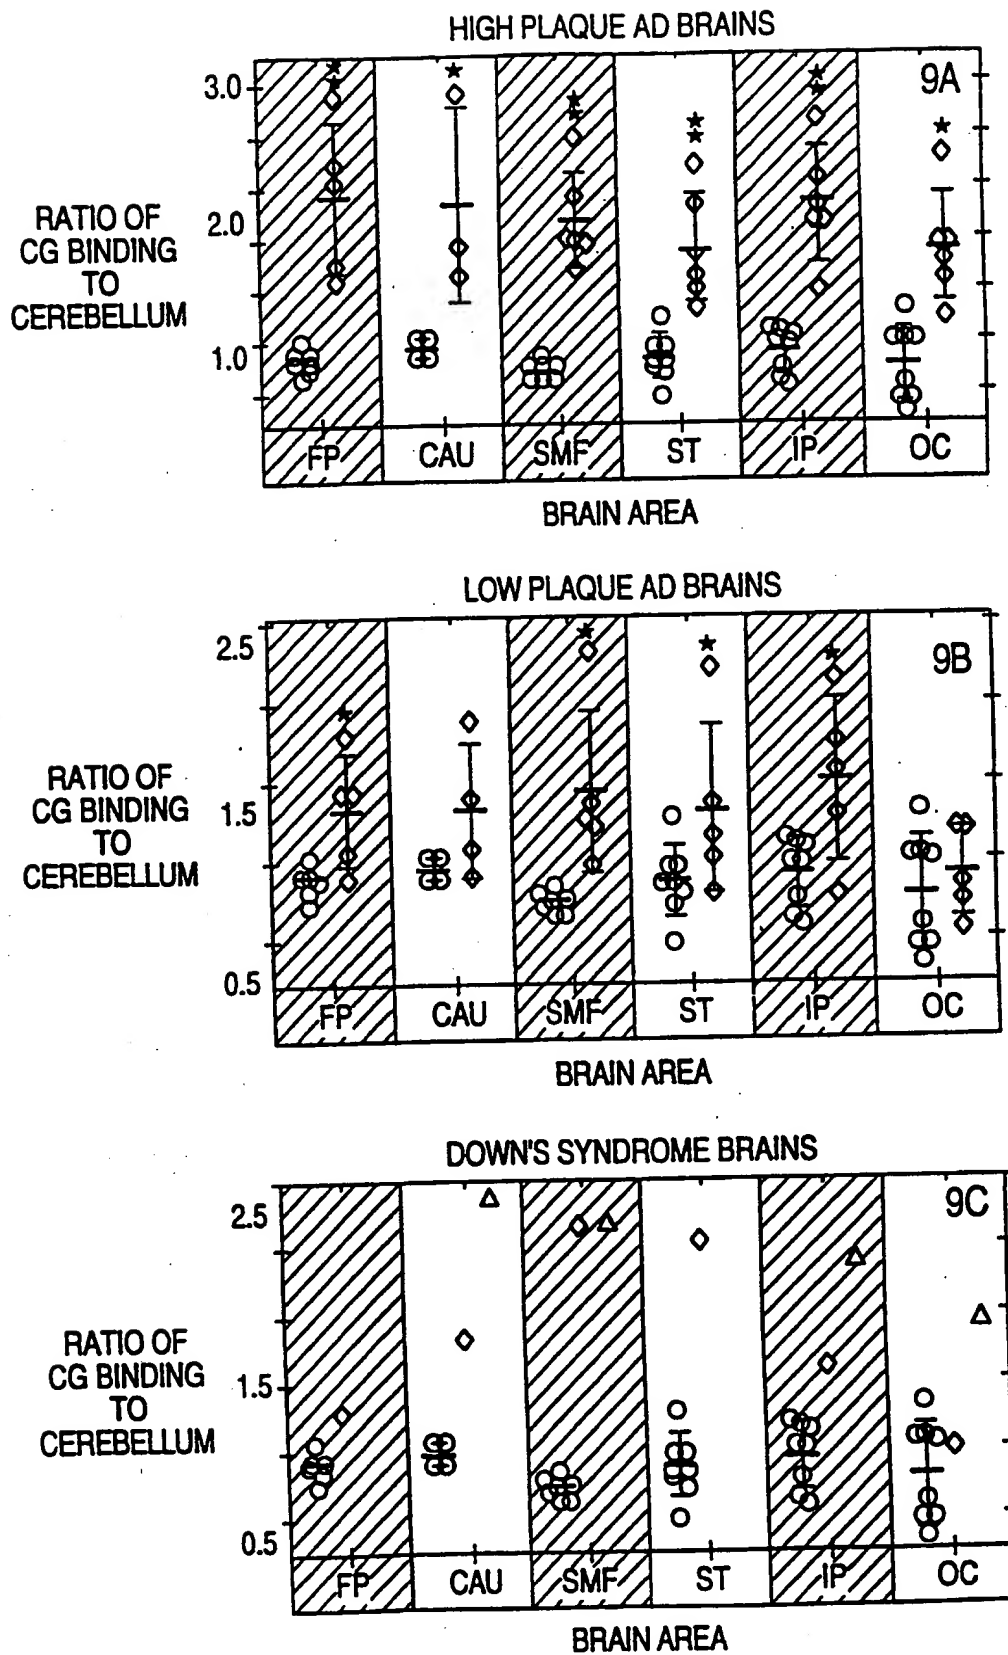 HIGH PLAQUE AD BRAINS
9A
3.0
2.0
1.0
RATIO OF
CG BINDING
TO
CEREBELLUM
FP CAU SMF ST IP OC
BRAIN AREA
LOW PLAQUE AD BRAINS
9B
2.5
1.5
0.5
RATIO OF
CG BINDING
TO
CEREBELLUM
FP CAU SMF ST IP OC
BRAIN AREA
DOWN'S SYNDROME BRAINS
9C
2.5
1.5
0.5
RATIO OF
CG BINDING
TO
CEREBELLUM
FP CAU SMF ST IP OC
BRAIN AREA